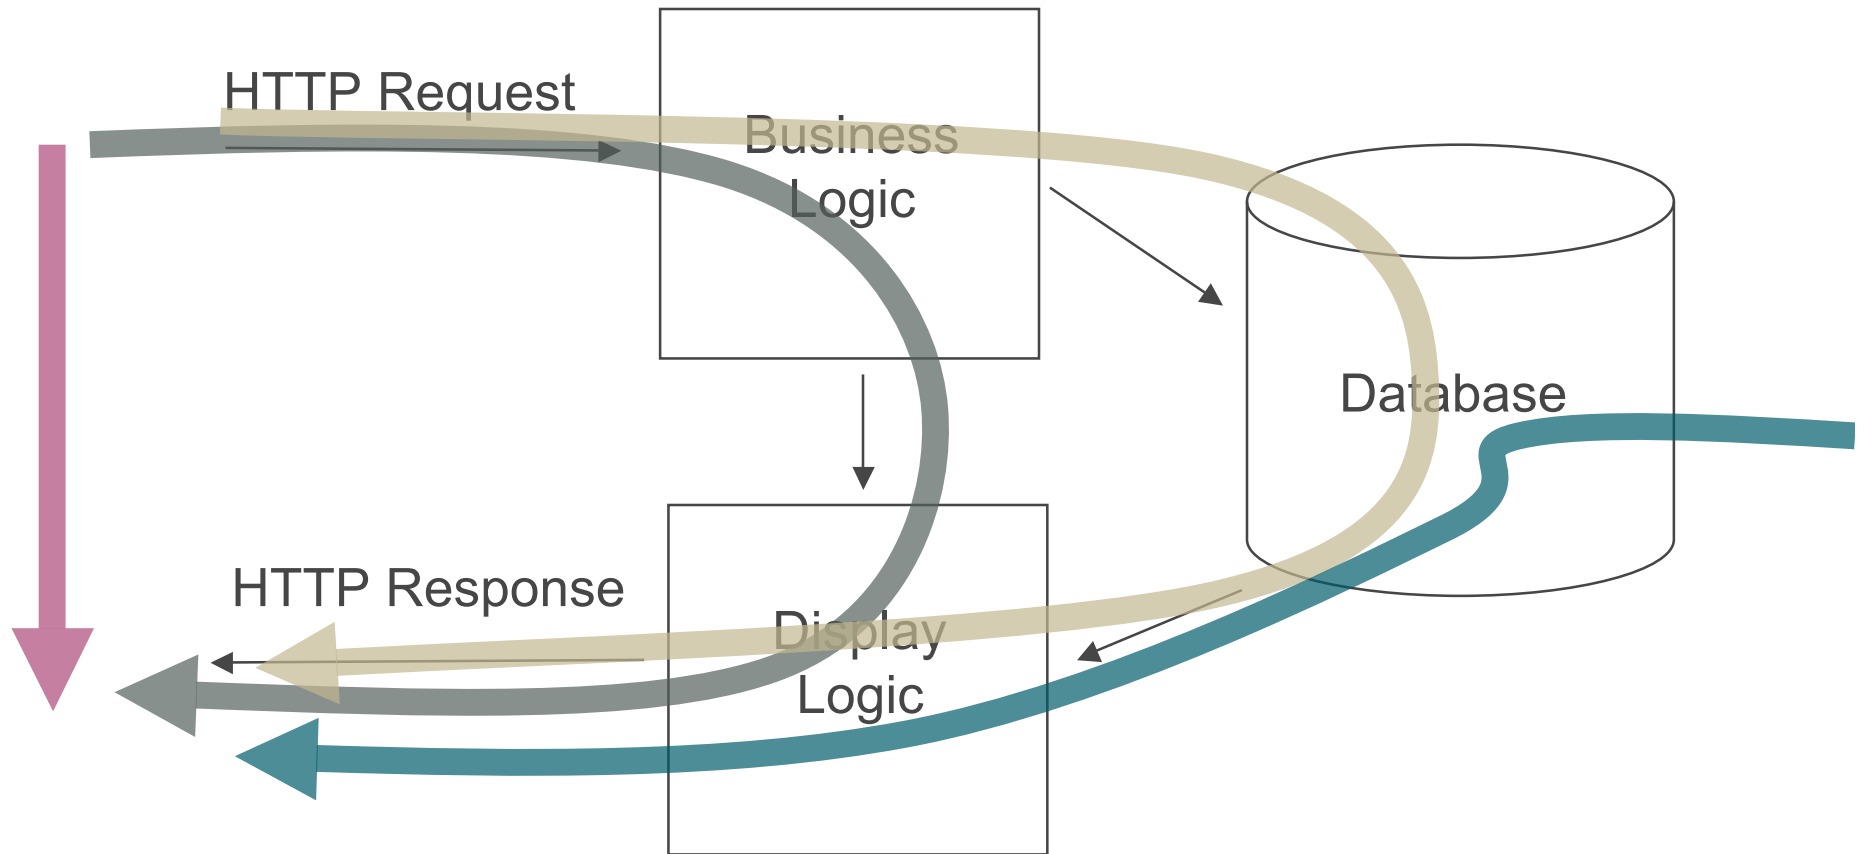 HTTP Request
Business
Logic
Database
HTTP Response
Display
Logic